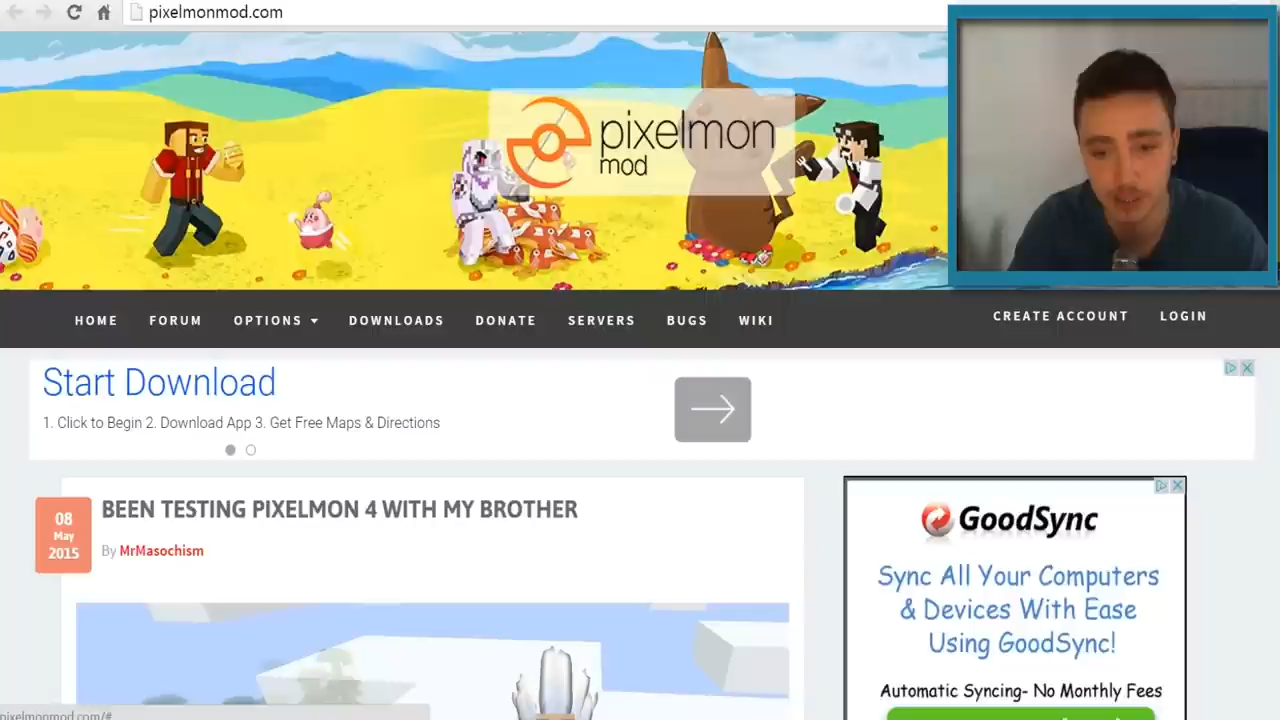 pixelmonmod.com
pixelmon
mod
HOME FORUM OPTIONS DOWNLOADS DONATE SERVERS BUGS WIKI CREATE ACCOUNT LOGIN
Start Download
1. Click to Begin 2. Download App 3. Get Free Maps & Directions
08
May
2015
BEEN TESTING PIXELMON 4 WITH MY BROTHER
By MrMasochism
GoodSync
Sync All Your Computers
& Devices With Ease
Using GoodSync!
Automatic Syncing- No Monthly Fees
pixelmonmod.com/#